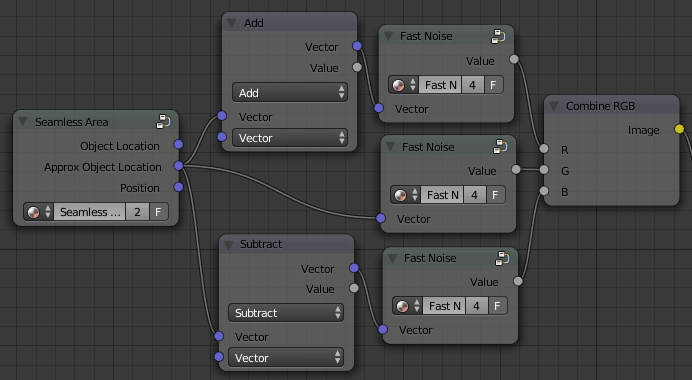 Seamless Area
Object Location
Approx Object Location
Position
Seamless ... 2 F
Add
Vector
Value
Add
Vector
Vector
Subtract
Vector
Value
Subtract
Vector
Vector
Fast Noise
Value
Fast N 4 F
Vector
Fast Noise
Value
Fast N 4 F
Vector
Fast Noise
Value
Fast N 4 F
Vector
Combine RGB
Image
R
G
B